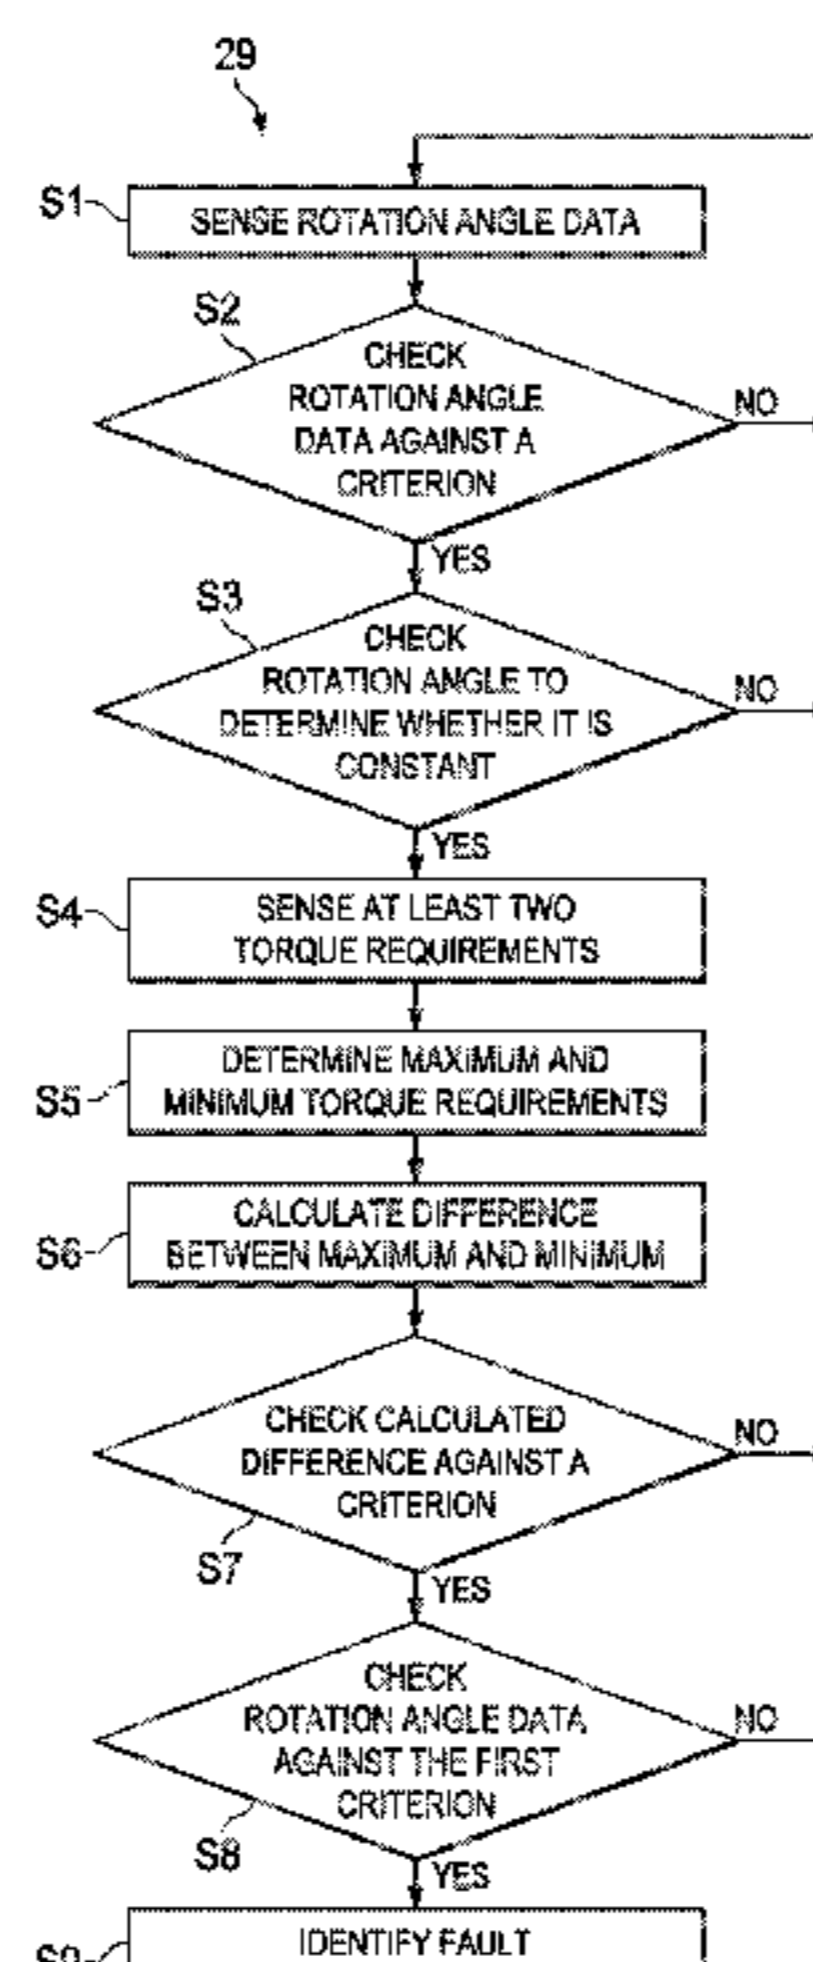 29
S1
SENSE ROTATION ANGLE DATA
S2
CHECK
ROTATION ANGLE
DATA AGAINST A
CRITERION
NO
YES
S3
CHECK
ROTATION ANGLE TO
DETERMINE WHETHER IT IS
CONSTANT
NO
YES
S4
SENSE AT LEAST TWO
TORQUE REQUIREMENTS
S5
DETERMINE MAXIMUM AND
MINIMUM TORQUE REQUIREMENTS
S6
CALCULATE DIFFERENCE
BETWEEN MAXIMUM AND MINIMUM
CHECK CALCULATED
DIFFERENCE AGAINST A
CRITERION
NO
S7
YES
CHECK
ROTATION ANGLE DATA
AGAINST THE FIRST
CRITERION
NO
S8
YES
IDENTIFY FAULT